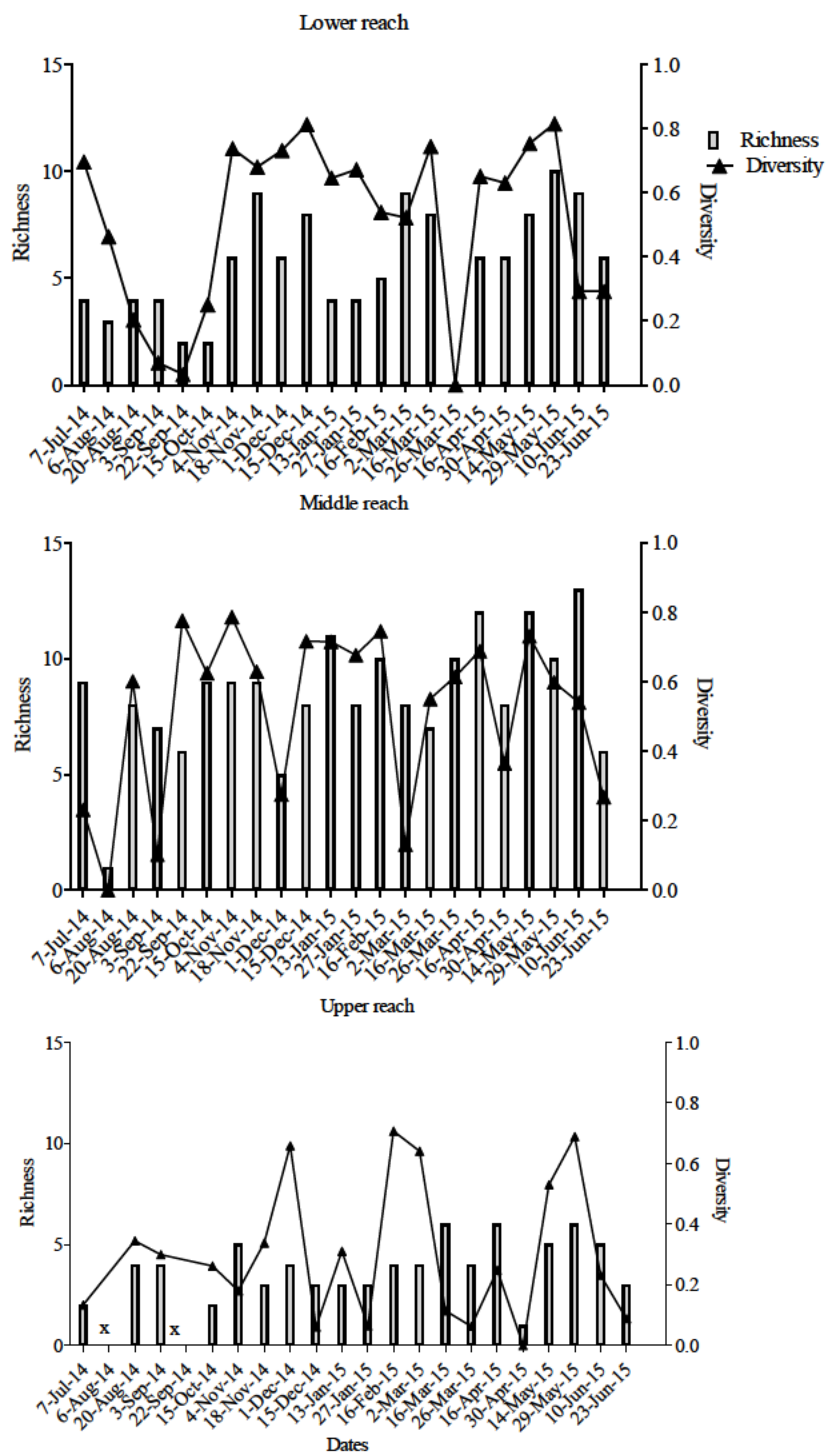 Lower reach
15
10
5
0
Richness
1.0
0.8
0.6
0.4
0.2
0.0
Diversity
Richness
Diversity
7-Jul-14
6-Aug-14
20-Aug-14
3-Sep-14
22-Sep-14
15-Oct-14
4-Nov-14
18-Nov-14
1-Dec-14
15-Dec-14
13-Jan-15
27-Jan-15
16-Feb-15
2-Mar-15
16-Mar-15
26-Mar-15
16-Apr-15
30-Apr-15
14-May-15
29-May-15
10-Jun-15
23-Jun-15
Middle reach
15
10
5
0
Richness
1.0
0.8
0.6
0.4
0.2
0.0
Diversity
7-Jul-14
6-Aug-14
20-Aug-14
3-Sep-14
22-Sep-14
15-Oct-14
4-Nov-14
18-Nov-14
1-Dec-14
15-Dec-14
13-Jan-15
27-Jan-15
16-Feb-15
2-Mar-15
16-Mar-15
26-Mar-15
16-Apr-15
30-Apr-15
14-May-15
29-May-15
10-Jun-15
23-Jun-15
Upper reach
15
10
5
0
Richness
1.0
0.8
0.6
0.4
0.2
0.0
Diversity
x
x
7-Jul-14
6-Aug-14
20-Aug-14
3-Sep-14
22-Sep-14
15-Oct-14
4-Nov-14
18-Nov-14
1-Dec-14
15-Dec-14
13-Jan-15
27-Jan-15
16-Feb-15
2-Mar-15
16-Mar-15
26-Mar-15
16-Apr-15
30-Apr-15
14-May-15
29-May-15
10-Jun-15
23-Jun-15
Dates